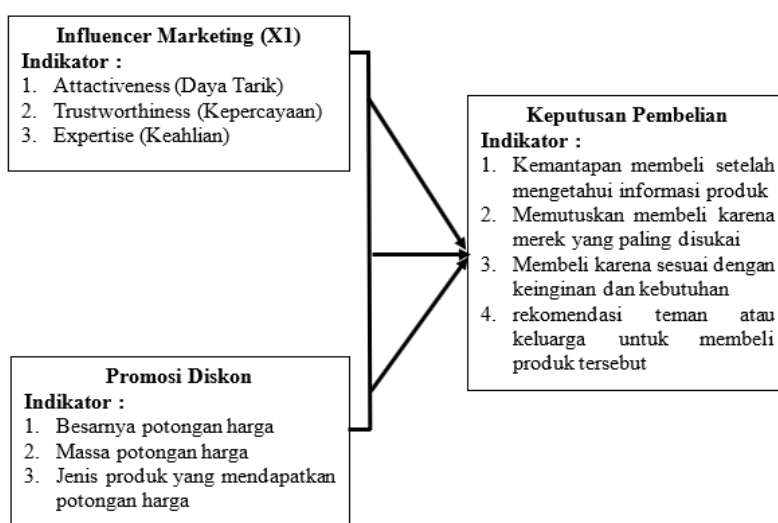 Influencer Marketing (X1)
Indikator :
1. Attactiveness (Daya Tarik)
2. Trustworthiness (Kepercayaan)
3. Expertise (Keahlian)
Keputusan Pembelian
Indikator :
1. Kemantapan membeli setelah
mengetahui informasi produk
2. Memutuskan membeli karena
merek yang paling disukai
3. Membeli karena sesuai dengan
keinginan dan kebutuhan
4. rekomendasi teman atau
keluarga untuk membeli
produk tersebut
Promosi Diskon
Indikator :
1. Besarnya potongan harga
2. Massa potongan harga
3. Jenis produk yang mendapatkan
potongan harga